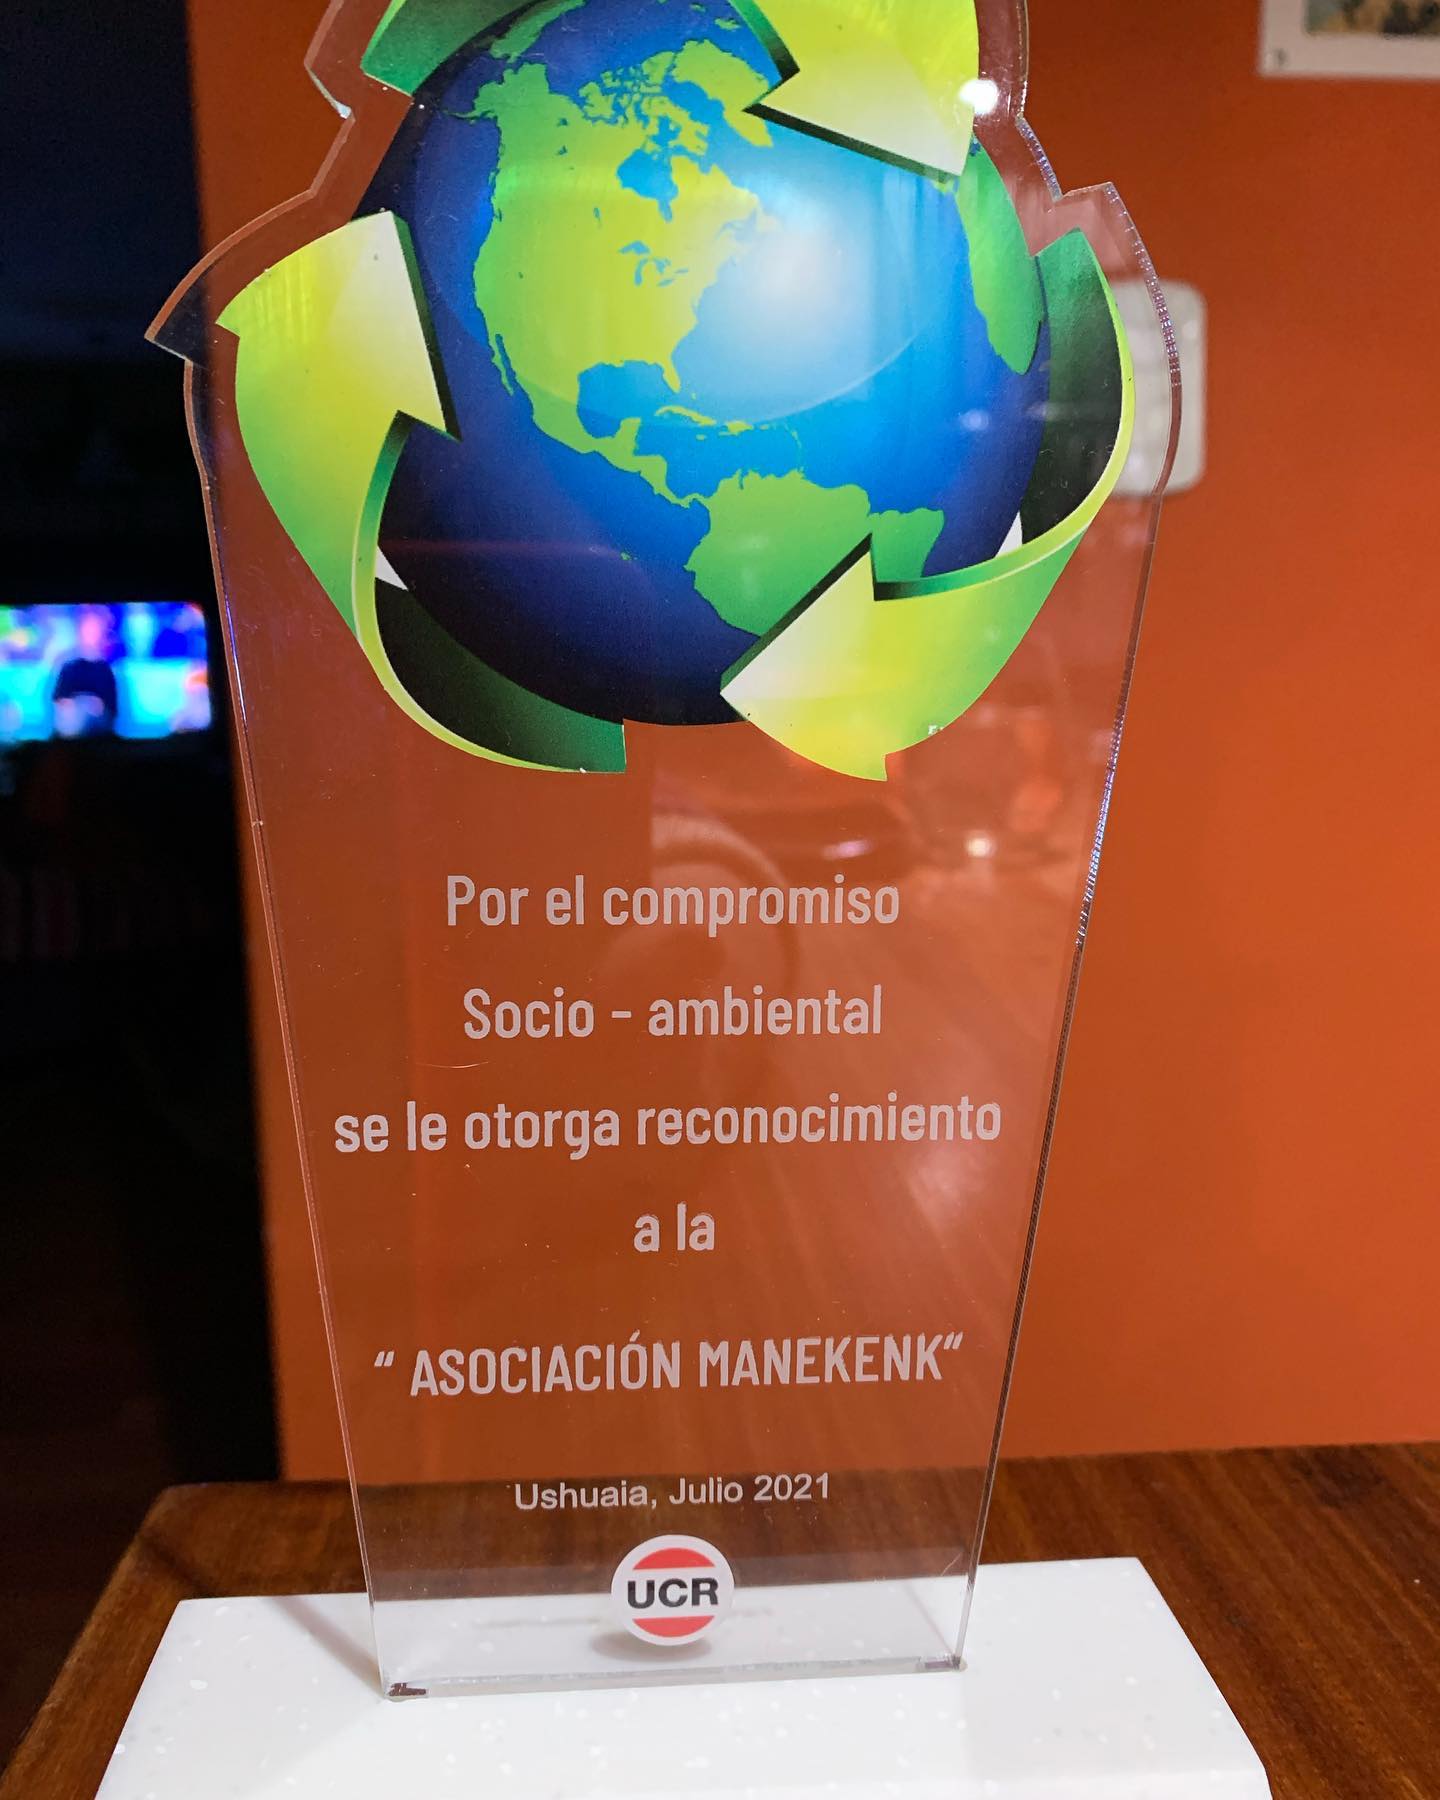 Por el compromiso
Socio - ambiental
se le otorga reconocimiento
a la
“ ASOCIACIÓN MANEKENK“
Ushuaia, Julio 2021
UCR